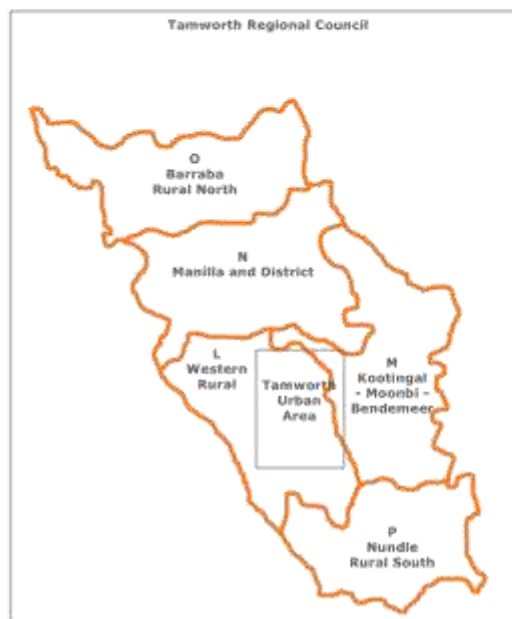 Tamworth Regional Council
O
Barraba
Rural North
N
Manilla and District
L
Western
Rural
Tamworth
Urban
Area
M
Kootingal
- Moonbi -
Bendemeer
P
Nundle
Rural South